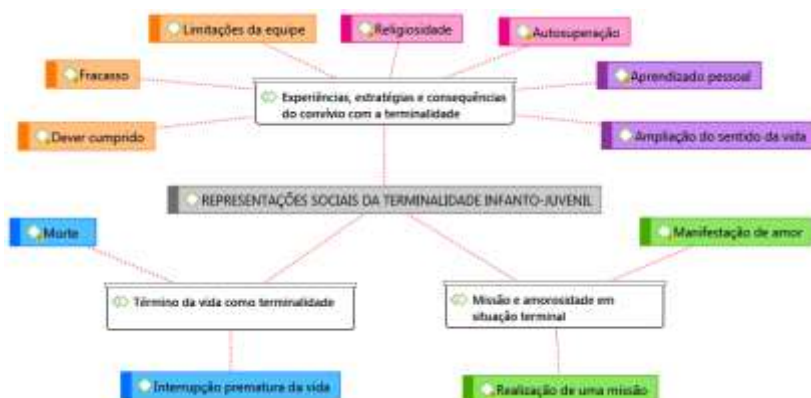 Limitações da equipe
Religiosidade
Autosuperação
Fracasso
Aprendizado pessoal
Experiências, estratégias e consequências
do convívio com a terminalidade
Dever cumprido
Ampliação do sentido da vida
REPRESENTAÇÕES SOCIAIS DA TERMINALIDADE INFANTO-JUVENIL
Morte
Manifestação de amor
Término da vida como terminalidade
Missão e amorosidade em
situação terminal
Interrupção prematura da vida
Realização de uma missão